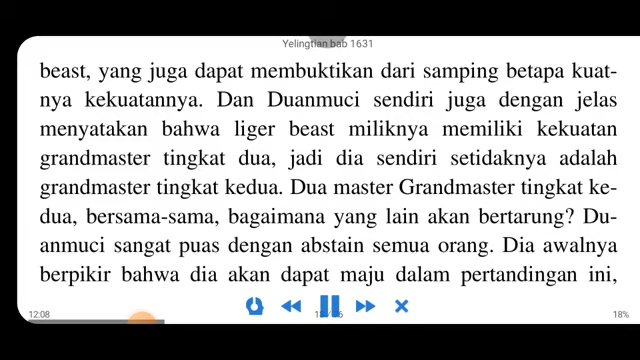 Yelingtian bab 1631
beast, yang juga dapat membuktikan dari samping betapa kuat-
nya kekuatannya. Dan Duanmuci sendiri juga dengan jelas
menyatakan bahwa liger beast miliknya memiliki kekuatan
grandmaster tingkat dua, jadi dia sendiri setidaknya adalah
grandmaster tingkat kedua. Dua master Grandmaster tingkat ke-
dua, bersama-sama, bagaimana yang lain akan bertarung? Du-
anmuci sangat puas dengan abstain semua orang. Dia awalnya
berpikir bahwa dia akan dapat maju dalam pertandingan ini,
12:08
18%